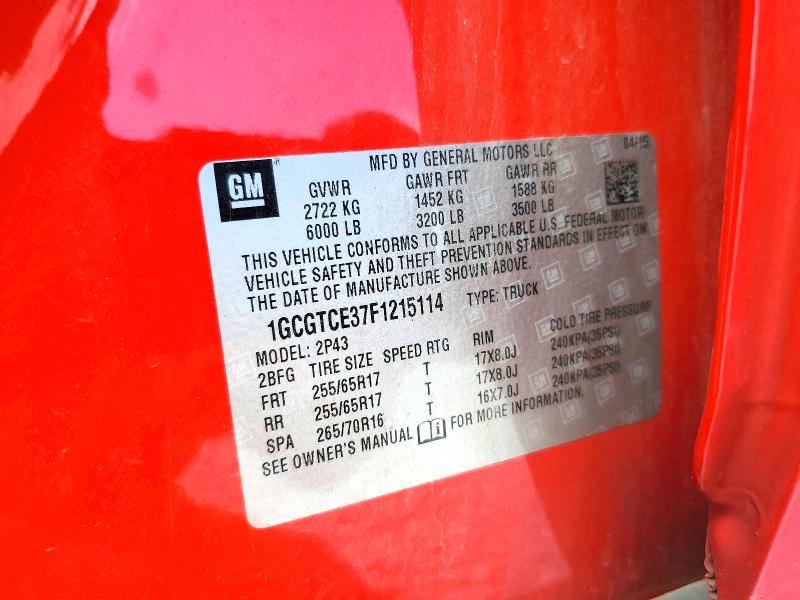 MFD BY GENERAL MOTORS LLC 04/15
GM ®
GVWR GAWR FRT GAWR RR
2722 KG 1452 KG 1588 KG
6000 LB 3200 LB 3500 LB
THIS VEHICLE CONFORMS TO ALL APPLICABLE U.S. FEDERAL MOTOR
VEHICLE SAFETY AND THEFT PREVENTION STANDARDS IN EFFECT ON
THE DATE OF MANUFACTURE SHOWN ABOVE.
1GCGTCE37F1215114 TYPE: TRUCK
MODEL: 2P43
2BFG TIRE SIZE SPEED RTG RIM COLD TIRE PRESSURE
FRT 255/65R17 T 17X8.0J 240KPA(35PSI)
RR 255/65R17 T 17X8.0J 240KPA(35PSI)
SPA 265/70R16 T 16X7.0J 240KPA(35PSI)
SEE OWNER'S MANUAL FOR MORE INFORMATION.